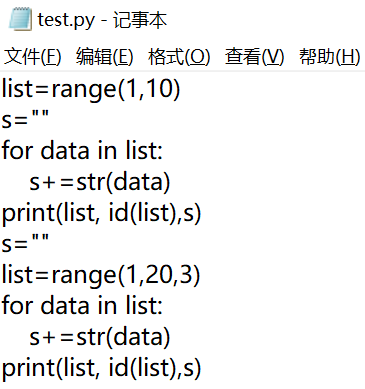 test.py - 记事本
文件(F) 编辑(E) 格式(O) 查看(V) 帮助(H)
list=range(1,10)
s=""
for data in list:
    s+=str(data)
print(list, id(list),s)
s=""
list=range(1,20,3)
for data in list:
    s+=str(data)
print(list, id(list),s)